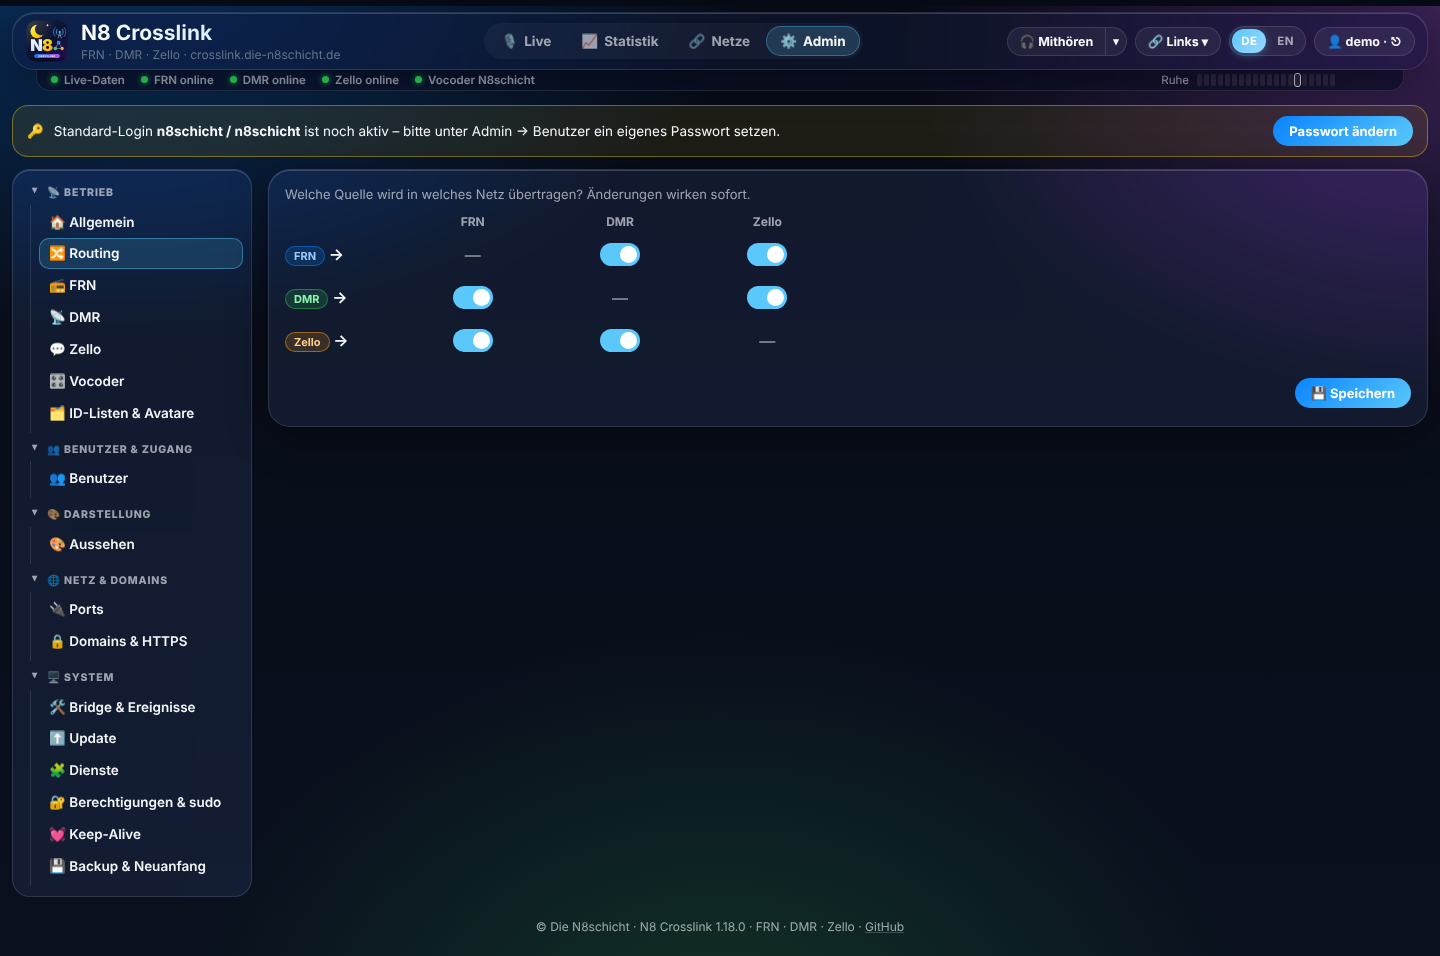 N8 Crosslink
FRN · DMR · Zello · crosslink.die-n8schicht.de
Live
Statistik
Netze
Admin
Mithören
Links
DE
EN
demo ·
Live-Daten
FRN online
DMR online
Zello online
Vocoder N8schicht
Ruhe
Standard-Login n8schicht / n8schicht ist noch aktiv – bitte unter Admin → Benutzer ein eigenes Passwort setzen.
Passwort ändern
BETRIEB
Allgemein
Routing
FRN
DMR
Zello
Vocoder
ID-Listen & Avatare
BENUTZER & ZUGANG
Benutzer
DARSTELLUNG
Aussehen
NETZ & DOMAINS
Ports
Domains & HTTPS
SYSTEM
Bridge & Ereignisse
Update
Dienste
Berechtigungen & sudo
Keep-Alive
Backup & Neuanfang
Welche Quelle wird in welches Netz übertragen? Änderungen wirken sofort.
FRN DMR Zello
FRN → —
DMR → —
Zello → —
Speichern
© Die N8schicht · N8 Crosslink 1.18.0 · FRN · DMR · Zello · GitHub